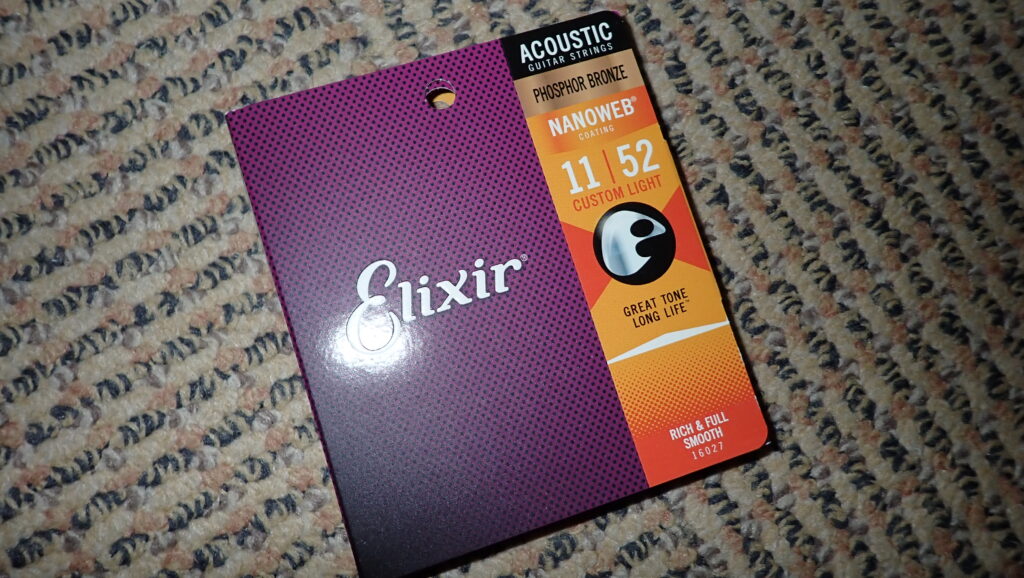 ACOUSTIC
GUITAR STRINGS
PHOSPHOR BRONZE
NANOWEB®
COATING
11 | 52
CUSTOM LIGHT
Elixir®
GREAT TONE
LONG LIFE™
RICH & FULL
SMOOTH
16027